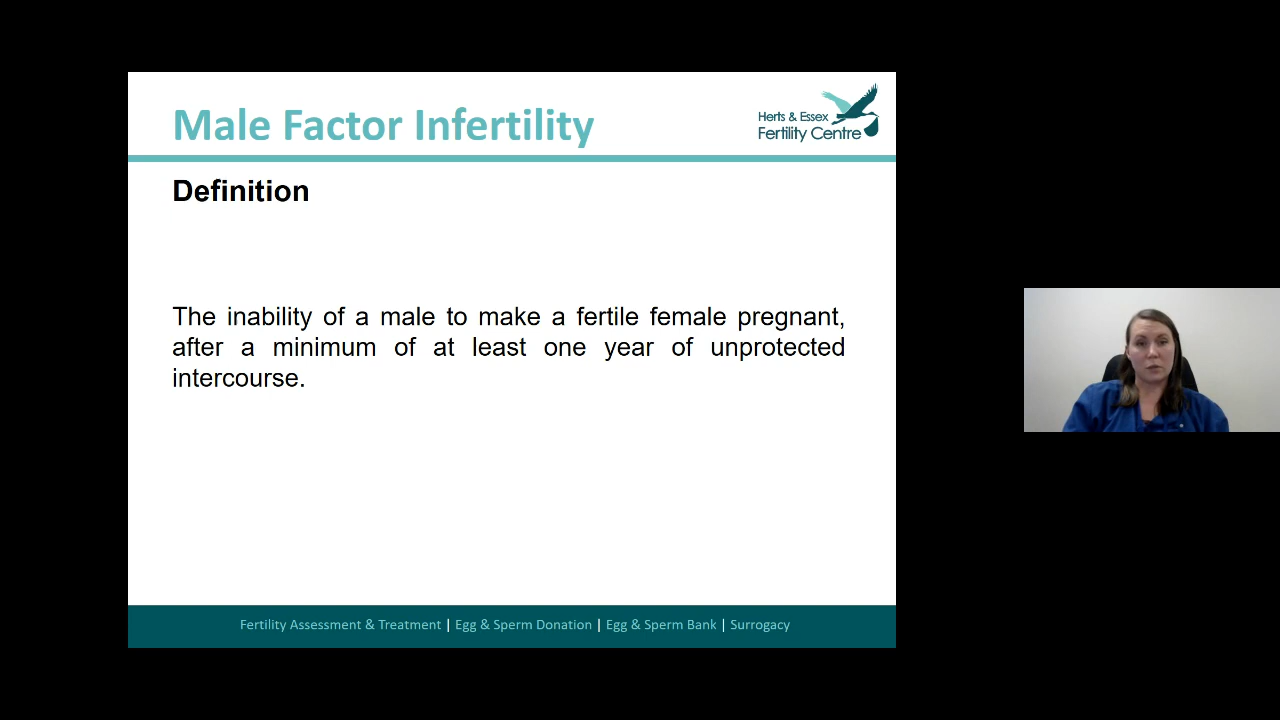 Male Factor Infertility
Herts & Essex
Fertility Centre
Definition
The inability of a male to make a fertile female pregnant,
after a minimum of at least one year of unprotected
intercourse.
Fertility Assessment & Treatment | Egg & Sperm Donation | Egg & Sperm Bank | Surrogacy